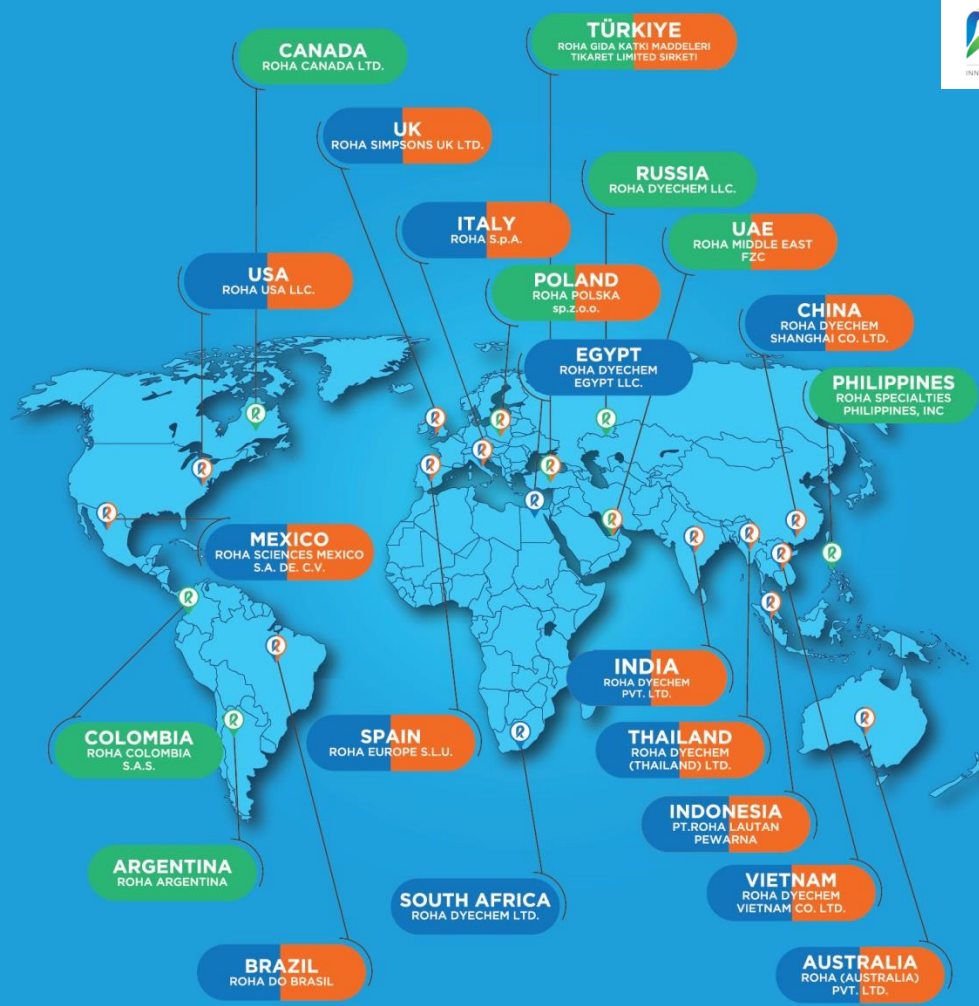 TÜRKIYE
ROHA GIDA KATKI MADDELERI
TIKARET LIMITED SIRKETI
INN
CANADA
ROHA CANADA LTD.
UK
ROHA SIMPSONS UK LTD.
RUSSIA
ROHA DYECHEM LLC.
ITALY
ROHA S.p.A.
UAE
ROHA MIDDLE EAST
FZC
USA
ROHA USA LLC.
POLAND
ROHA POLSKA
sp.z.o.o.
CHINA
ROHA DYECHEM
SHANGHAI CO. LTD.
EGYPT
ROHA DYECHEM
EGYPT LLC.
PHILIPPINES
ROHA SPECIALTIES
PHILIPPINES, INC
MEXICO
ROHA SCIENCES MEXICO
S.A. DE. C.V.
INDIA
ROHA DYECHEM
PVT. LTD.
COLOMBIA
ROHA COLOMBIA
S.A.S.
SPAIN
ROHA EUROPE S.L.U.
THAILAND
ROHA DYECHEM
(THAILAND) LTD.
INDONESIA
PT.ROHA LAUTAN
PEWARNA
ARGENTINA
ROHA ARGENTINA
SOUTH AFRICA
ROHA DYECHEM LTD.
VIETNAM
ROHA DYECHEM
VIETNAM CO. LTD.
BRAZIL
ROHA DO BRASIL
AUSTRALIA
ROHA (AUSTRALIA)
PVT. LTD.